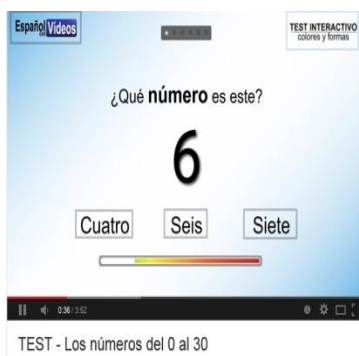 Español Videos
TEST INTERACTIVO
colores y formas
¿Qué número es este?
6
Cuatro Seis Siete
0:36 / 3:52
TEST - Los números del 0 al 30